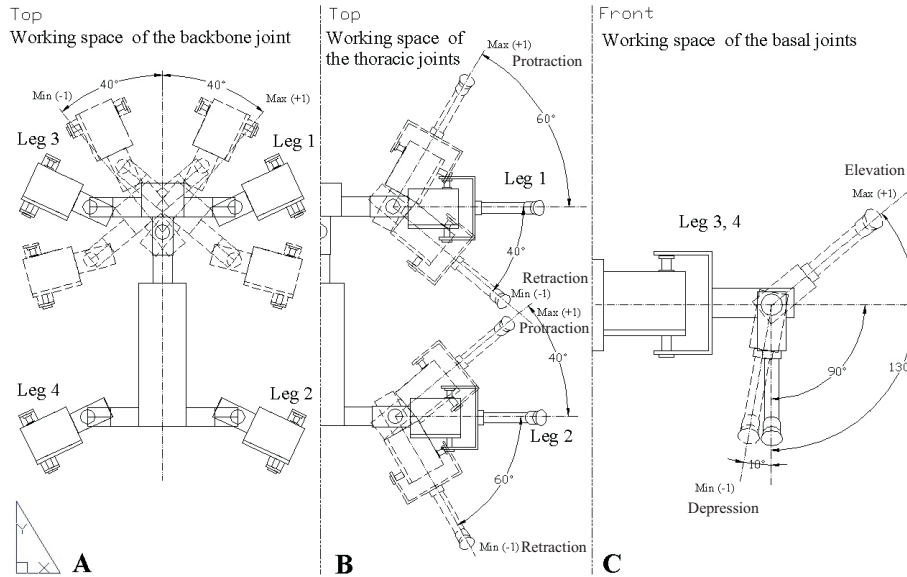 Top
Working space of the backbone joint
40°
40°
Min (-1)
Max (+1)
Leg 3
Leg 1
Leg 4
Leg 2
Y
X
A
Top
Working space of
the thoracic joints
Max (+1)
Protraction
60°
Leg 1
40°
Retraction
Min (-1)
Max (+1)
Protraction
40°
Leg 2
60°
Min (-1) Retraction
B
Front
Working space of the basal joints
Elevation
Max (+1)
Leg 3, 4
90°
130
10°
Min (-1)
Depression
C